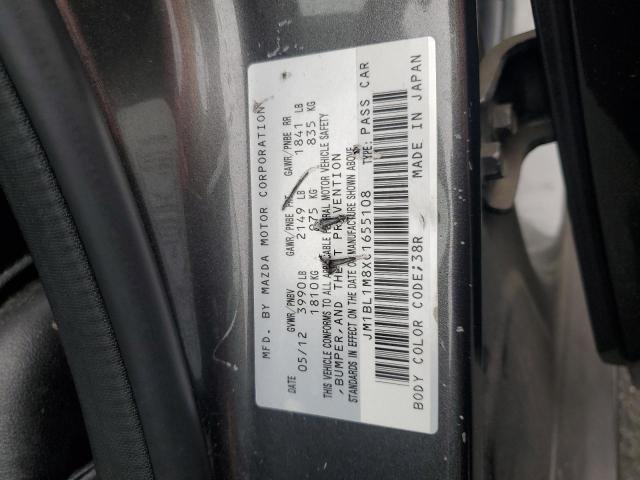 MFD. BY MAZDA MOTOR CORPORATION
DATE GVWR/PNBV GAWR/PNBE GAWR/PNBE RR
05/12 3990 LB 2149 LB 1841 LB
1810 KG 875 KG 835 KG
THIS VEHICLE CONFORMS TO ALL APPLICABLE MOTOR VEHICLE SAFETY
,BUMPER,AND THEFT PREVENTION
STANDARDS IN EFFECT ON THE DATE OF MANUFACTURE SHOWN ABOVE
JM1BL1M8XC1655108 TYPE: PASS CAR
BODY COLOR CODE;38R MADE IN JAPAN